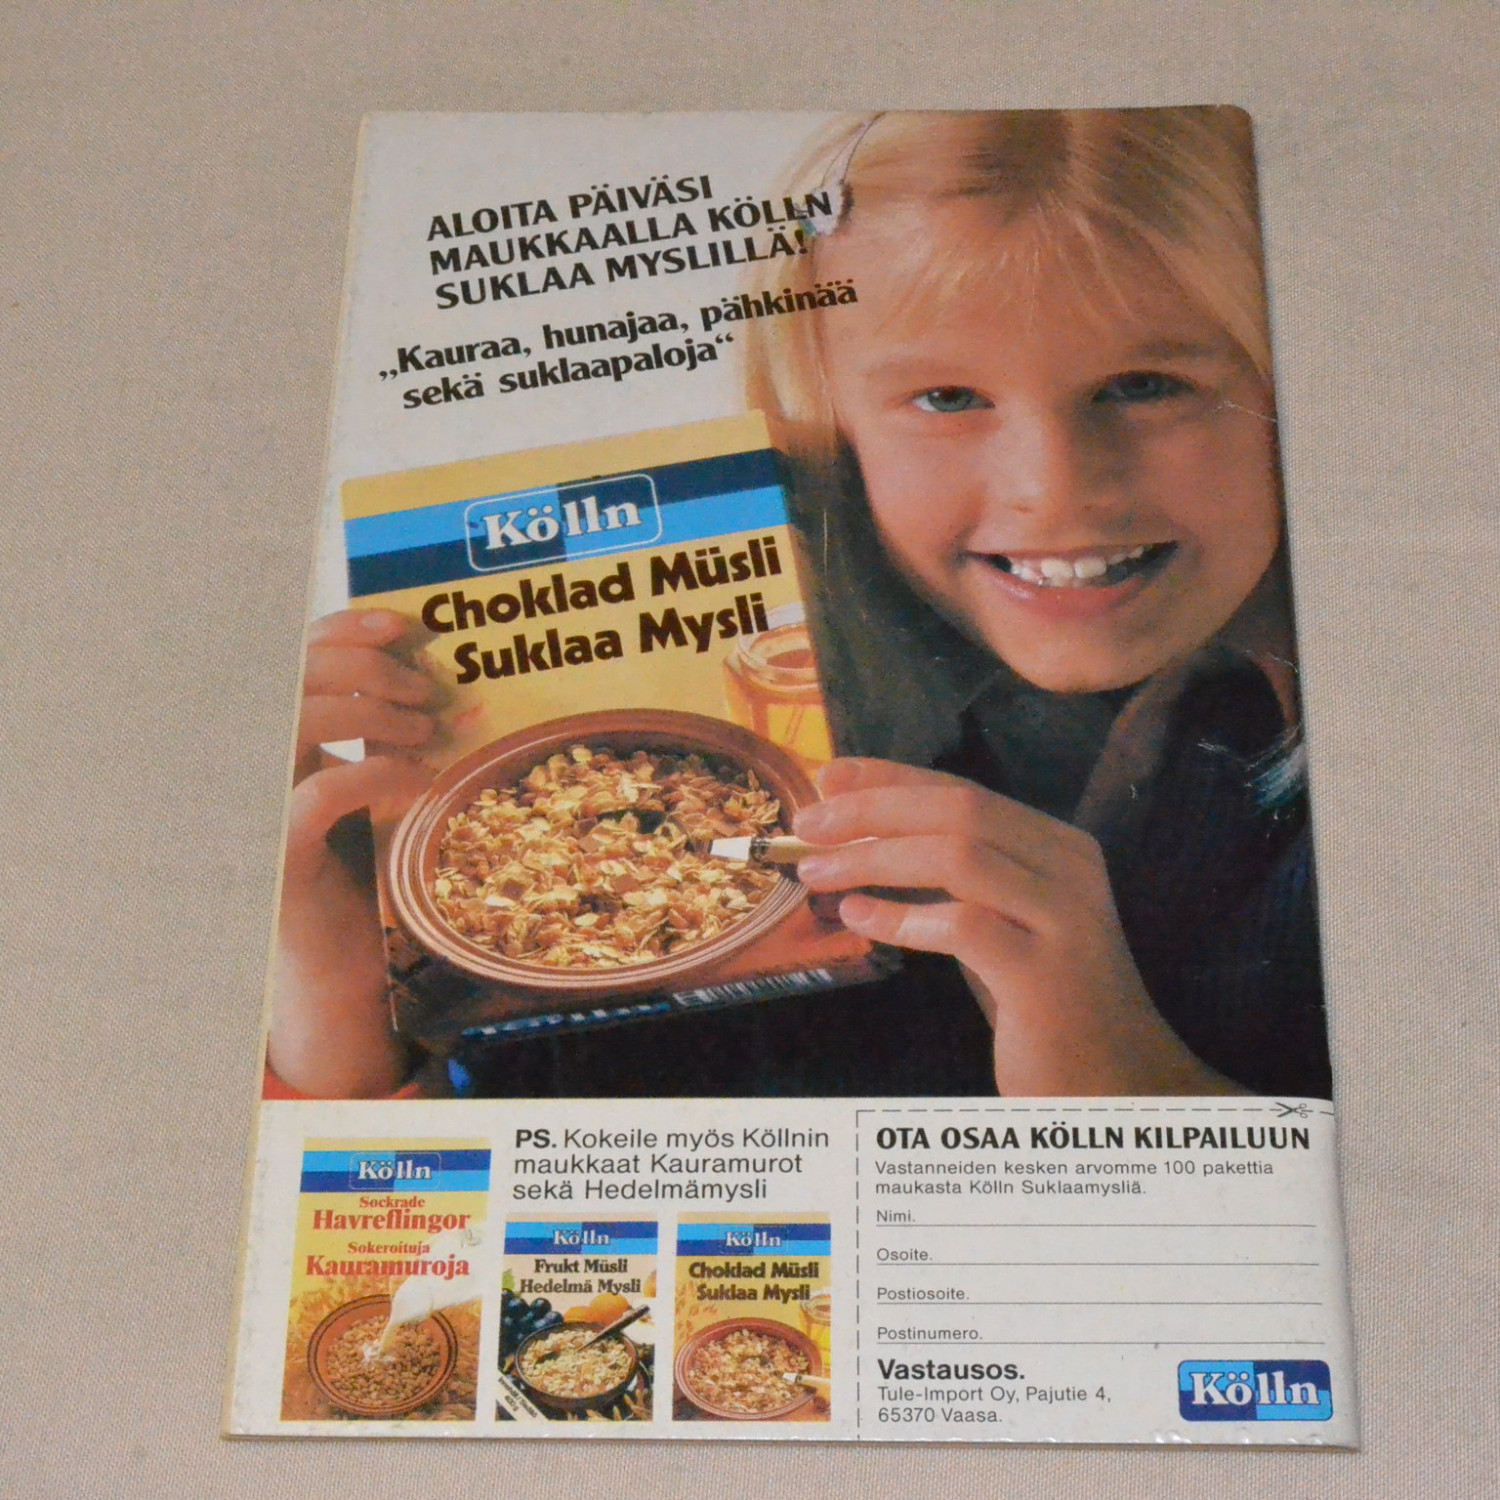 ALOITA PÄIVÄSI
MAUKKAALLA KÖLLN
SUKLAA MYSLILLÄ!
„Kauraa, hunajaa, pähkinää
sekä suklaapaloja“
Kölln
Choklad Müsli
Suklaa Mysli
PS. Kokeile myös Köllnin
maukkaat Kauramurot
sekä Hedelmämysli
Kölln
Sockrade
Havreflingor
Sokeroituja
Kauramuroja
Kölln
Frukt Müsli
Hedelmä Mysli
Kölln
Choklad Müsli
Suklaa Mysli
OTA OSAA KÖLLN KILPAILUUN
Vastanneiden kesken arvomme 100 pakettia
maukasta Kölln Suklaamysliä.
Nimi.
Osoite.
Postiosoite.
Postinumero.
Vastausos.
Tule-Import Oy, Pajutie 4,
65370 Vaasa.
Kölln